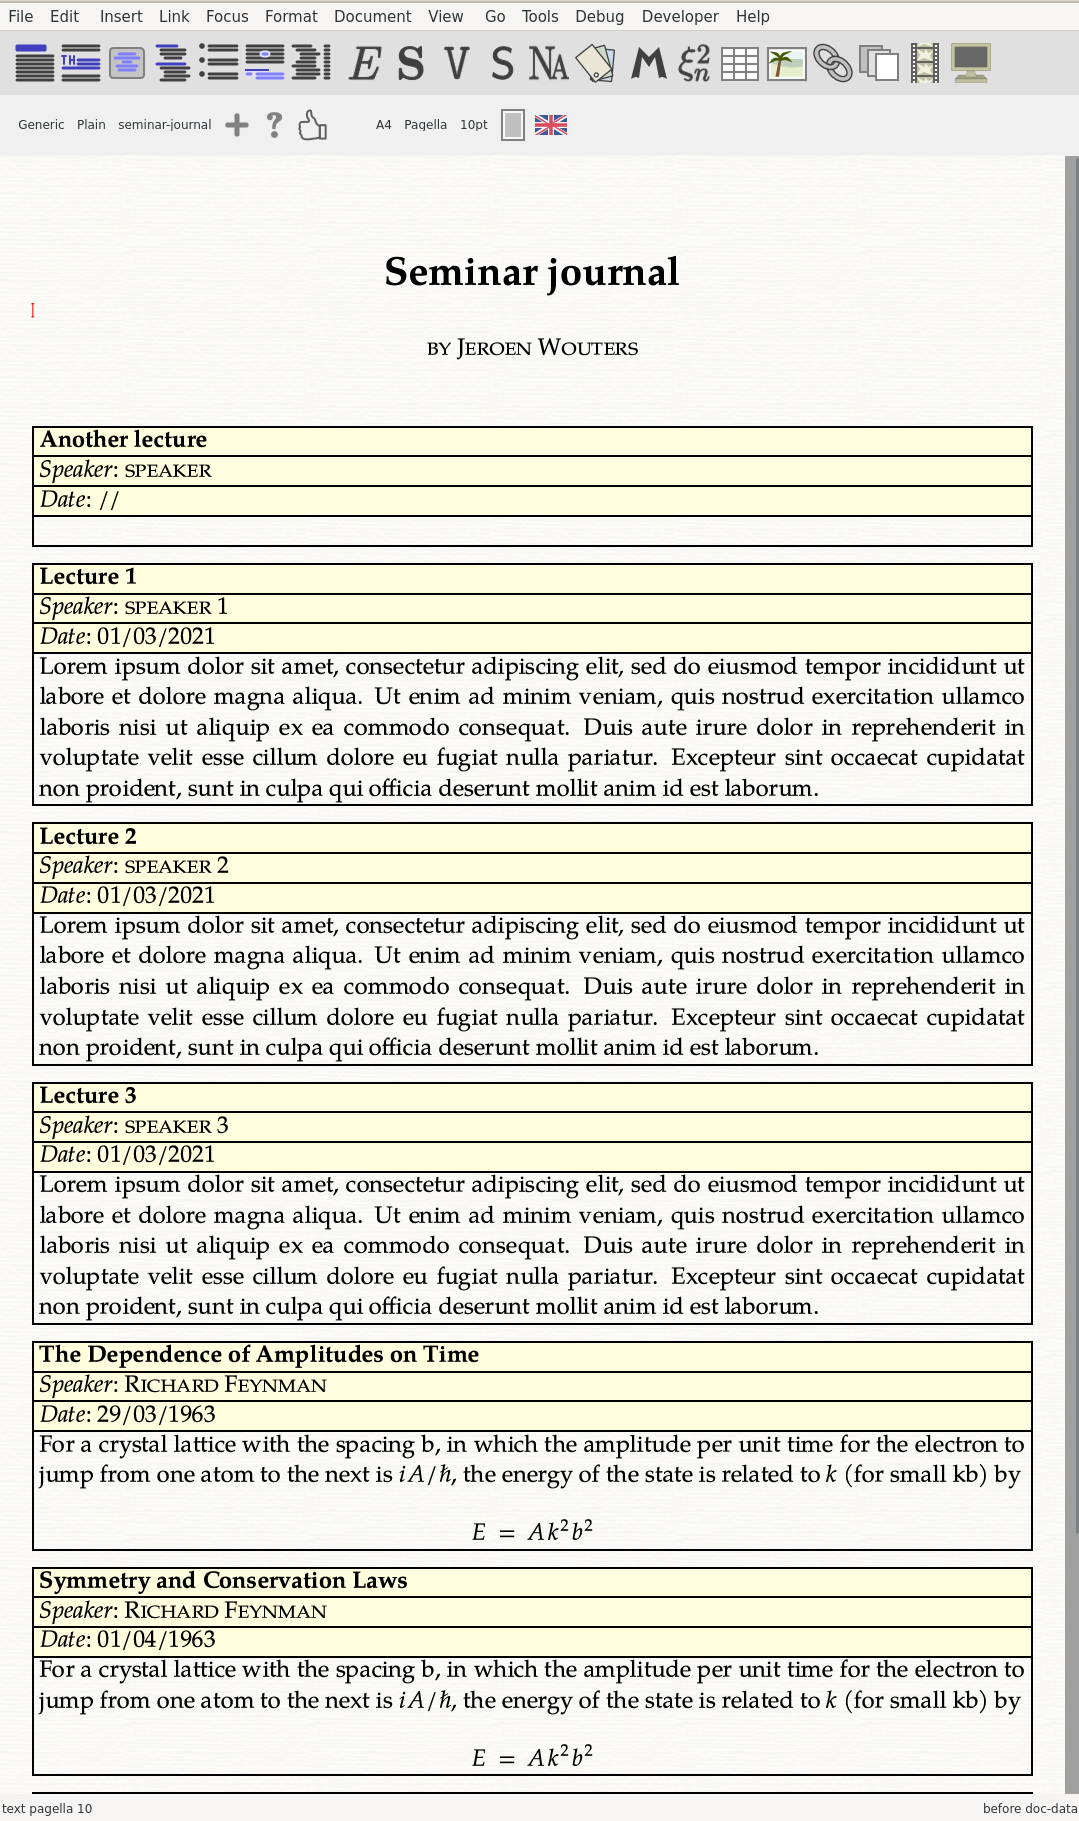 File Edit Insert Link Focus Format Document View Go Tools Debug Developer Help
TH E S V S NA M ξ2n
Generic Plain seminar-journal + ? A4 Pagella 10pt
Seminar journal
BY JEROEN WOUTERS
Another lecture
Speaker: SPEAKER
Date: //
Lecture 1
Speaker: SPEAKER 1
Date: 01/03/2021
Lorem ipsum dolor sit amet, consectetur adipiscing elit, sed do eiusmod tempor incididunt ut
labore et dolore magna aliqua. Ut enim ad minim veniam, quis nostrud exercitation ullamco
laboris nisi ut aliquip ex ea commodo consequat. Duis aute irure dolor in reprehenderit in
voluptate velit esse cillum dolore eu fugiat nulla pariatur. Excepteur sint occaecat cupidatat
non proident, sunt in culpa qui officia deserunt mollit anim id est laborum.
Lecture 2
Speaker: SPEAKER 2
Date: 01/03/2021
Lorem ipsum dolor sit amet, consectetur adipiscing elit, sed do eiusmod tempor incididunt ut
labore et dolore magna aliqua. Ut enim ad minim veniam, quis nostrud exercitation ullamco
laboris nisi ut aliquip ex ea commodo consequat. Duis aute irure dolor in reprehenderit in
voluptate velit esse cillum dolore eu fugiat nulla pariatur. Excepteur sint occaecat cupidatat
non proident, sunt in culpa qui officia deserunt mollit anim id est laborum.
Lecture 3
Speaker: SPEAKER 3
Date: 01/03/2021
Lorem ipsum dolor sit amet, consectetur adipiscing elit, sed do eiusmod tempor incididunt ut
labore et dolore magna aliqua. Ut enim ad minim veniam, quis nostrud exercitation ullamco
laboris nisi ut aliquip ex ea commodo consequat. Duis aute irure dolor in reprehenderit in
voluptate velit esse cillum dolore eu fugiat nulla pariatur. Excepteur sint occaecat cupidatat
non proident, sunt in culpa qui officia deserunt mollit anim id est laborum.
The Dependence of Amplitudes on Time
Speaker: RICHARD FEYNMAN
Date: 29/03/1963
For a crystal lattice with the spacing b, in which the amplitude per unit time for the electron to
jump from one atom to the next is iA/ℏ, the energy of the state is related to k (for small kb) by
E = Ak²b²
Symmetry and Conservation Laws
Speaker: RICHARD FEYNMAN
Date: 01/04/1963
For a crystal lattice with the spacing b, in which the amplitude per unit time for the electron to
jump from one atom to the next is iA/ℏ, the energy of the state is related to k (for small kb) by
E = Ak²b²
text pagella 10 before doc-data